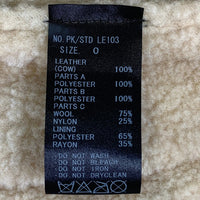 NO. PK/STD LE103
SIZE. 0
LEATHER
(COW) 100%
PARTS A
POLYESTER 100%
PARTS B
POLYESTER 100%
PARTS C
WOOL 75%
NYLON 25%
LINING
POLYESTER 65%
RAYON 35%
·DO NOT WASH
·DO NOT BLEACH
·DO NOT IRON
·DO NOT DRYCLEAN